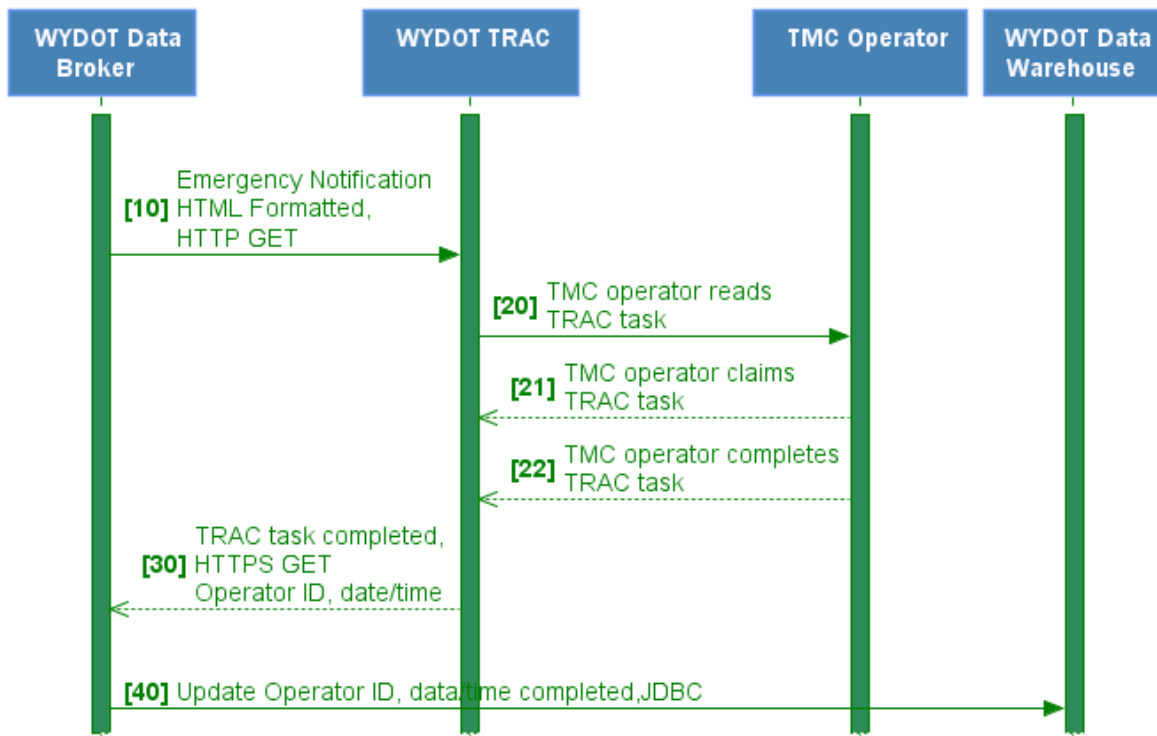 WYDOT Data
Broker
WYDOT TRAC
TMC Operator
WYDOT Data
Warehouse
Emergency Notification
[10] HTML Formatted,
HTTP GET
[20] TMC operator reads
TRAC task
[21] TMC operator claims
TRAC task
[22] TMC operator completes
TRAC task
TRAC task completed,
[30] HTTPS GET
Operator ID, date/time
[40] Update Operator ID, data/time completed,JDBC